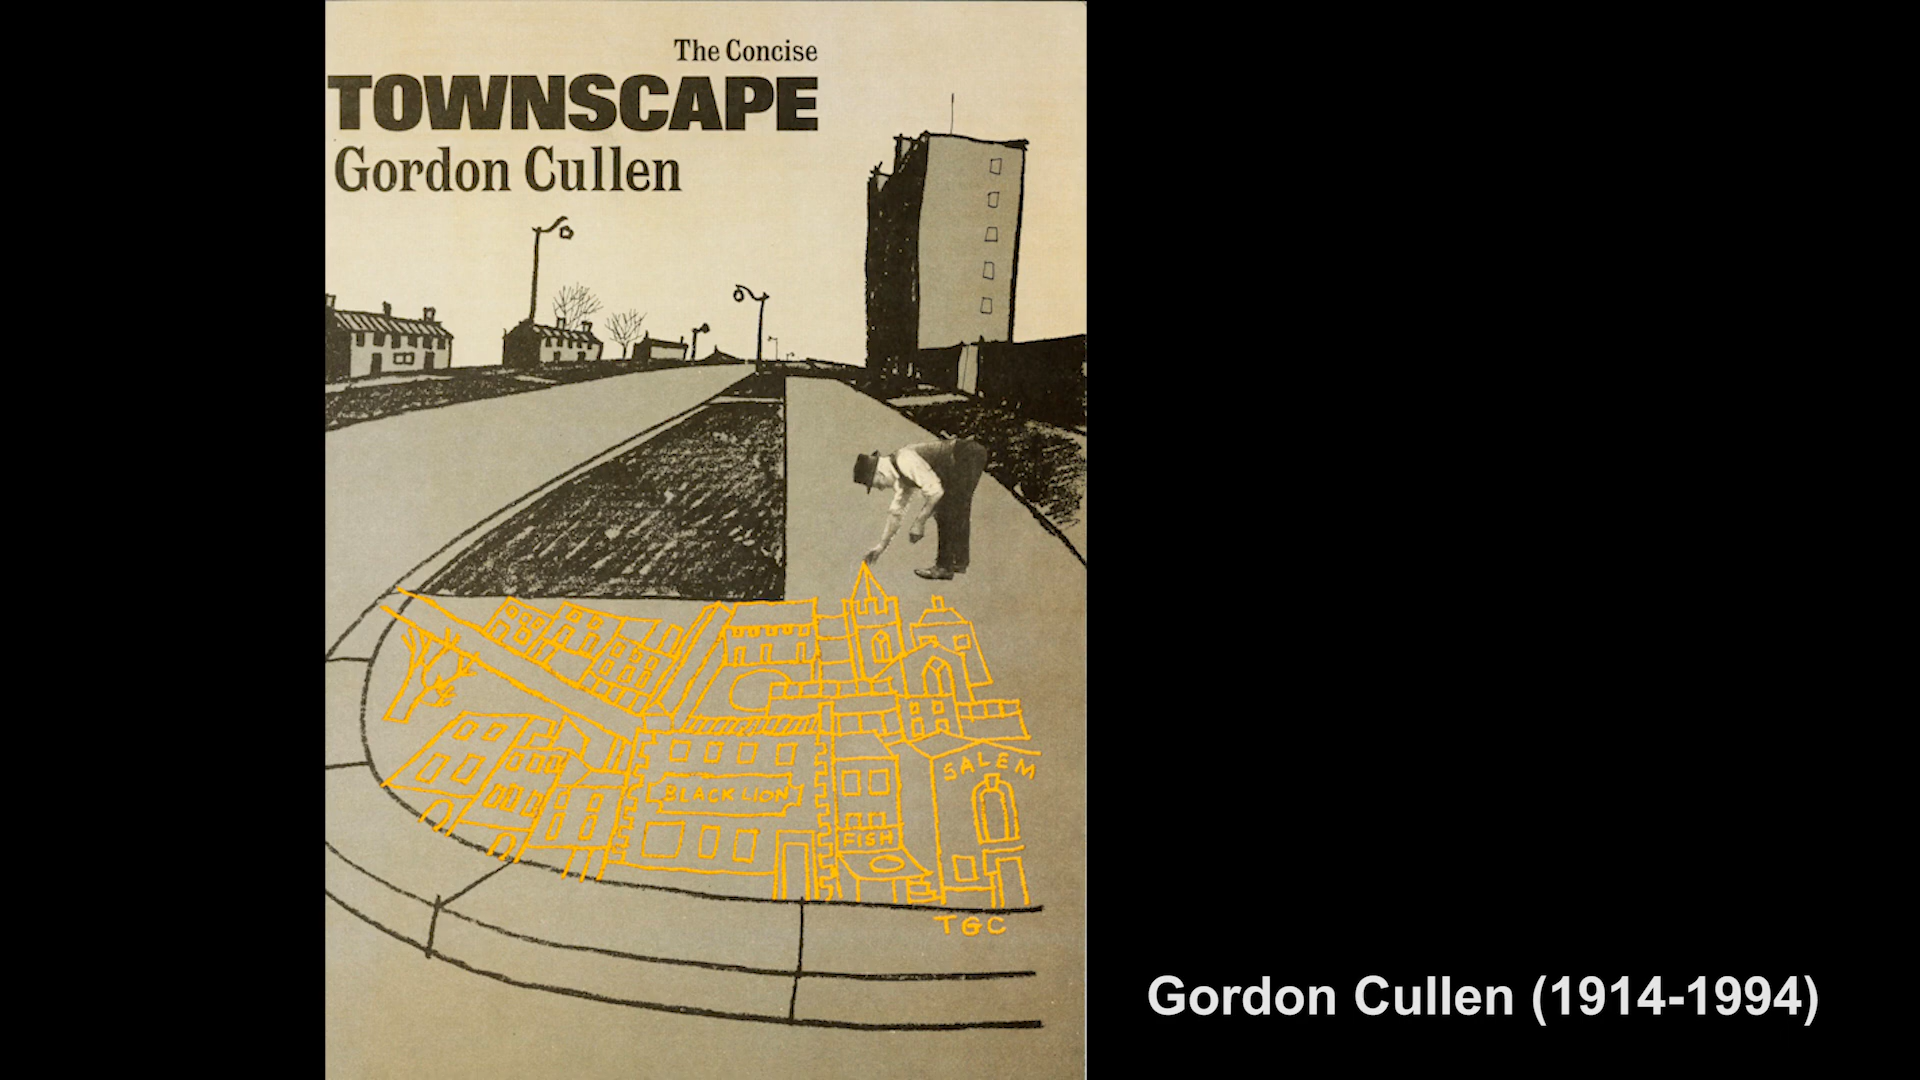 The Concise
TOWNSCAPE
Gordon Cullen
SALEM
BLACK LION
FISH
TGC
Gordon Cullen (1914-1994)